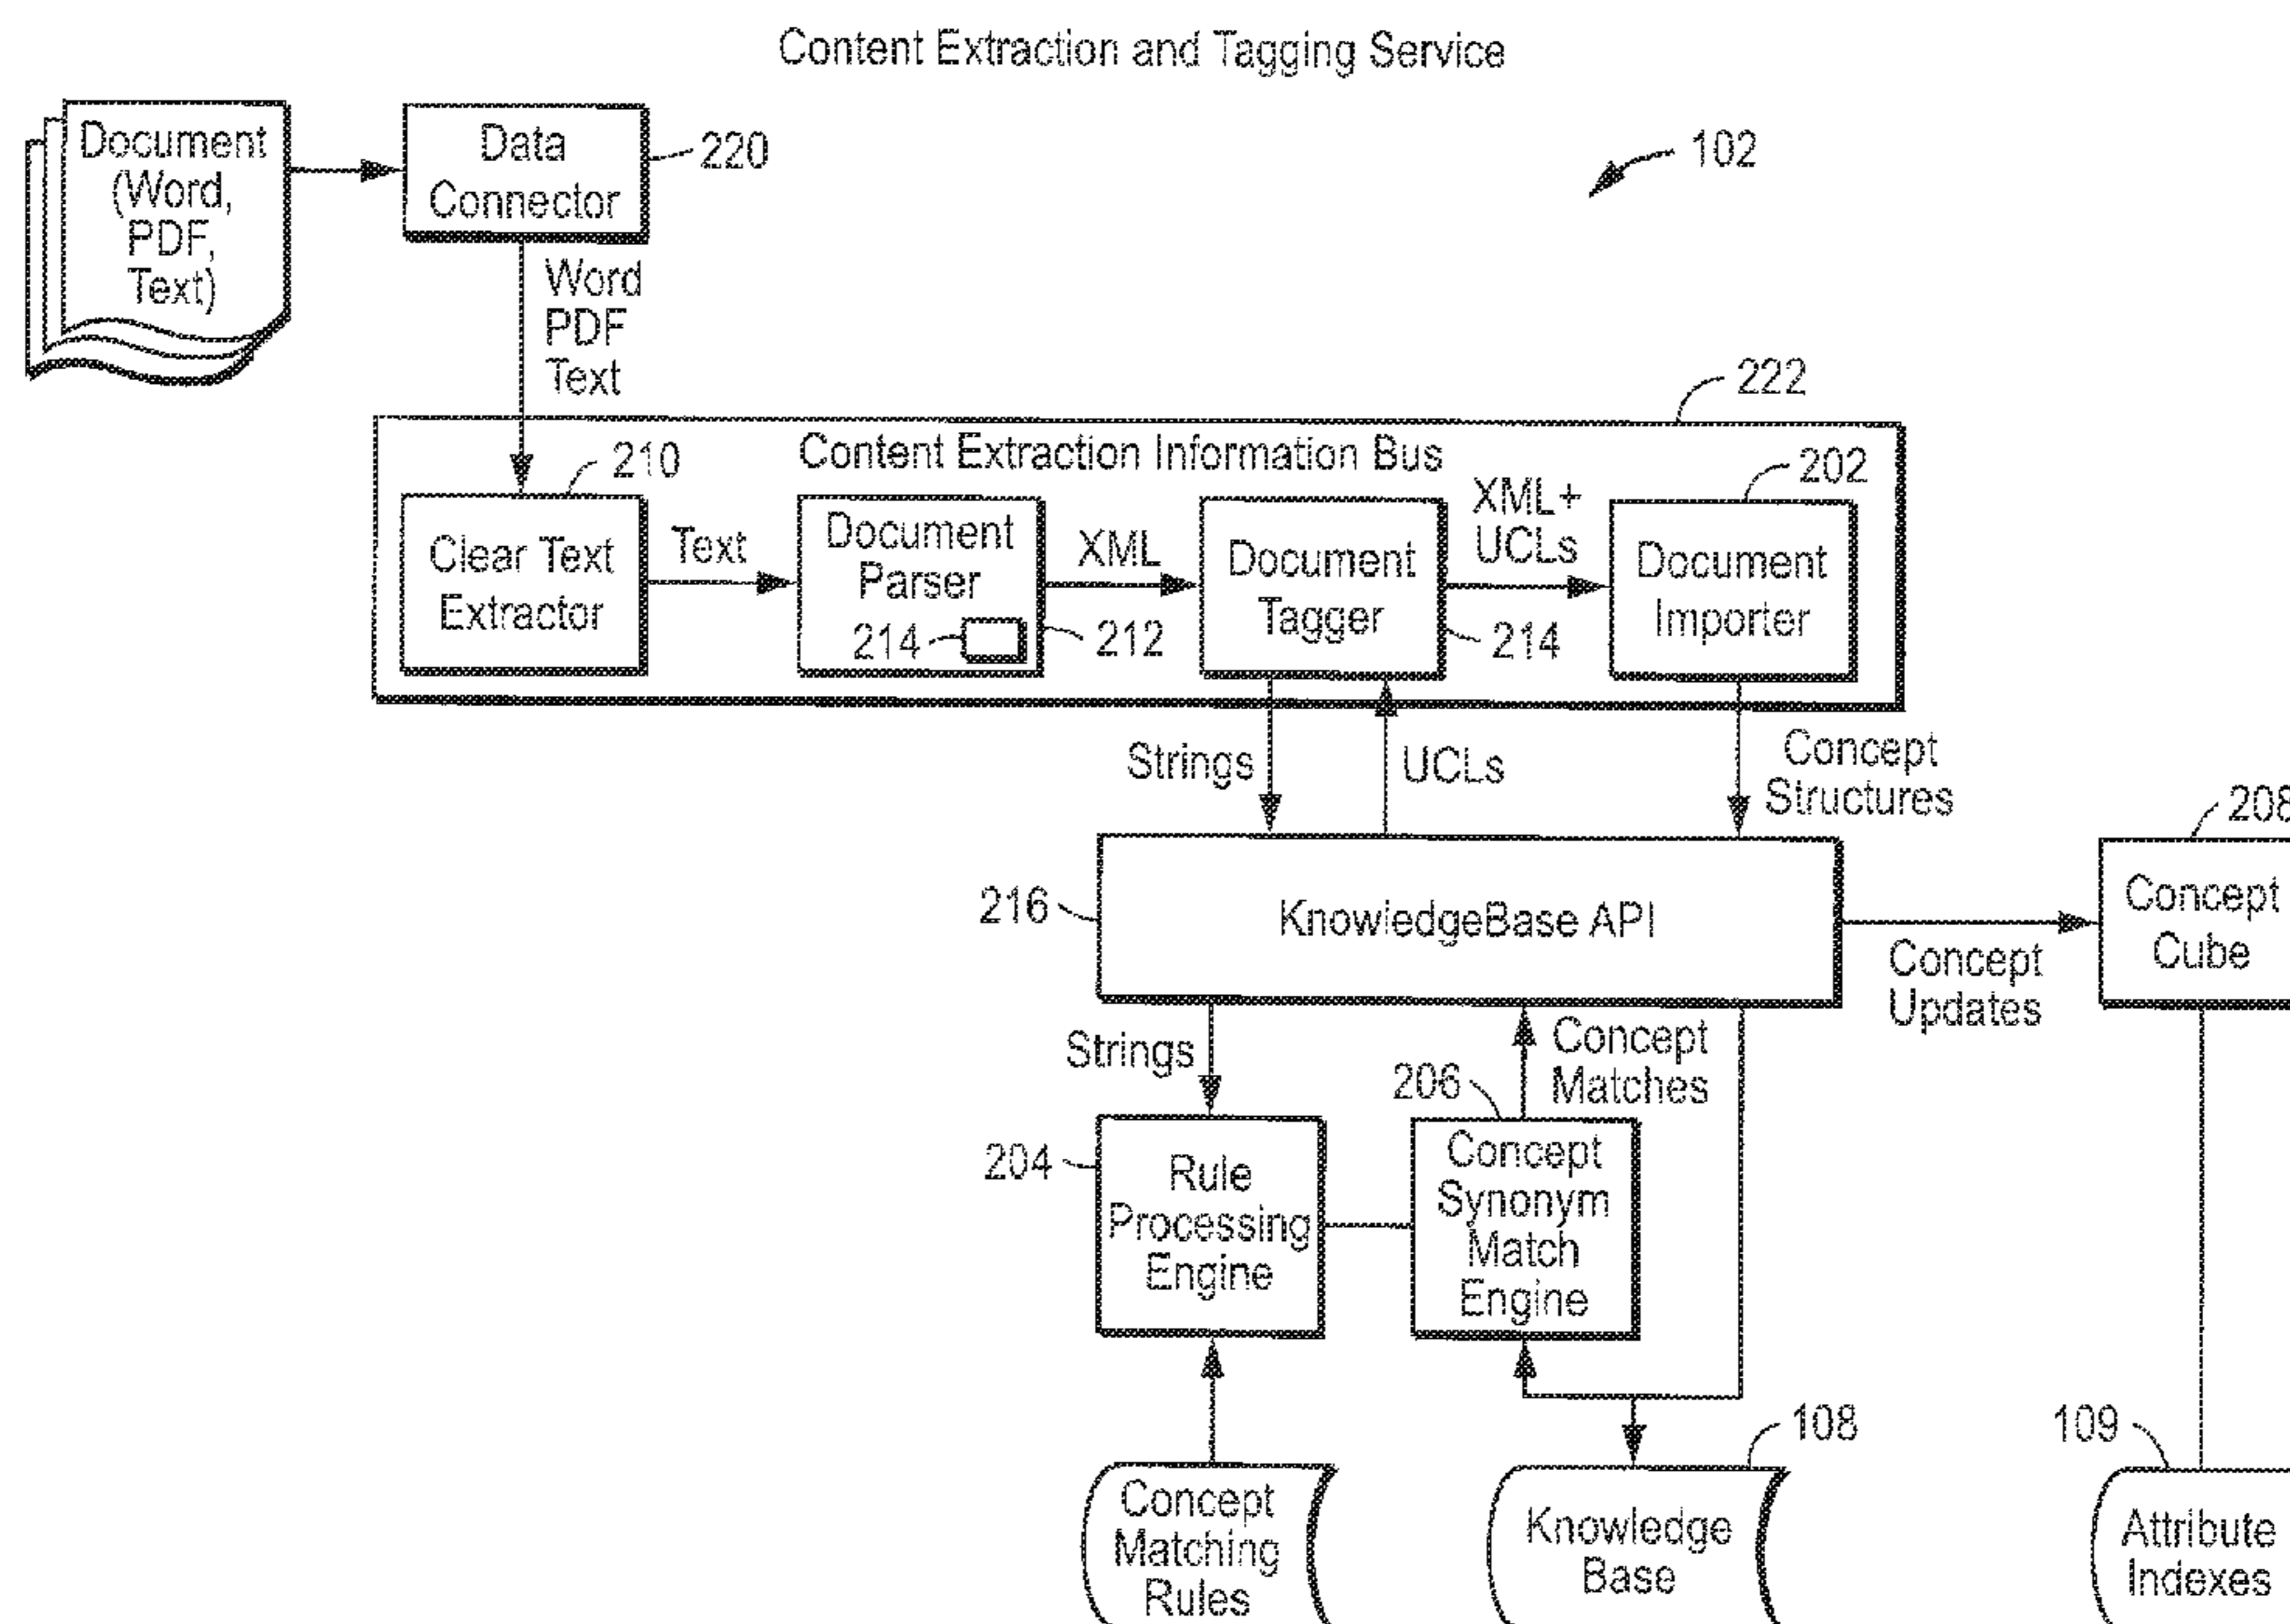 Content Extraction and Tagging Service
Document
(Word,
PDF,
Text)
Data
Connector
220
102
Word
PDF
Text
222
Content Extraction Information Bus
210
202
Clear Text
Extractor
Text
Document
Parser
214
212
XML
Document
Tagger
214
XML+
UCLs
Document
Importer
Strings
UCLs
Concept
Structures
208
216
KnowledgeBase API
Concept
Updates
Concept
Cube
Strings
Concept
Matches
206
204
Rule
Processing
Engine
Concept
Synonym
Match
Engine
108
109
Concept
Matching
Rules
Knowledge
Base
Attribute
Indexes